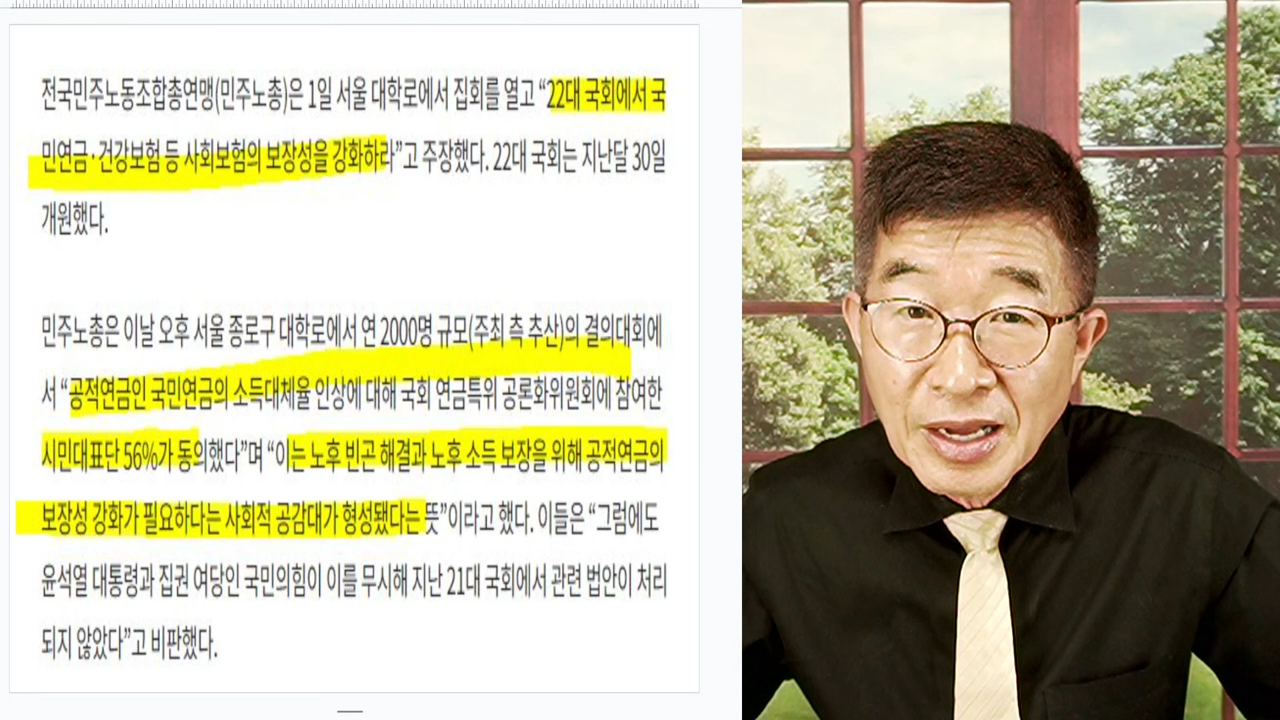 전국민주노동조합총연맹(민주노총)은 1일 서울 대학로에서 집회를 열고 “22대 국회에서 국
민연금·건강보험 등 사회보험의 보장성을 강화하라”고 주장했다. 22대 국회는 지난달 30일
개원했다.
민주노총은 이날 오후 서울 종로구 대학로에서 연 2000명 규모(주최 측 추산)의 결의대회에
서 “공적연금인 국민연금의 소득대체율 인상에 대해 국회 연금특위 공론화위원회에 참여한
시민대표단 56%가 동의했다”며 “이는 노후 빈곤 해결과 노후 소득 보장을 위해 공적연금의
보장성 강화가 필요하다는 사회적 공감대가 형성됐다는 뜻”이라고 했다. 이들은 “그럼에도
윤석열 대통령과 집권 여당인 국민의힘이 이를 무시해 지난 21대 국회에서 관련 법안이 처리
되지 않았다”고 비판했다.